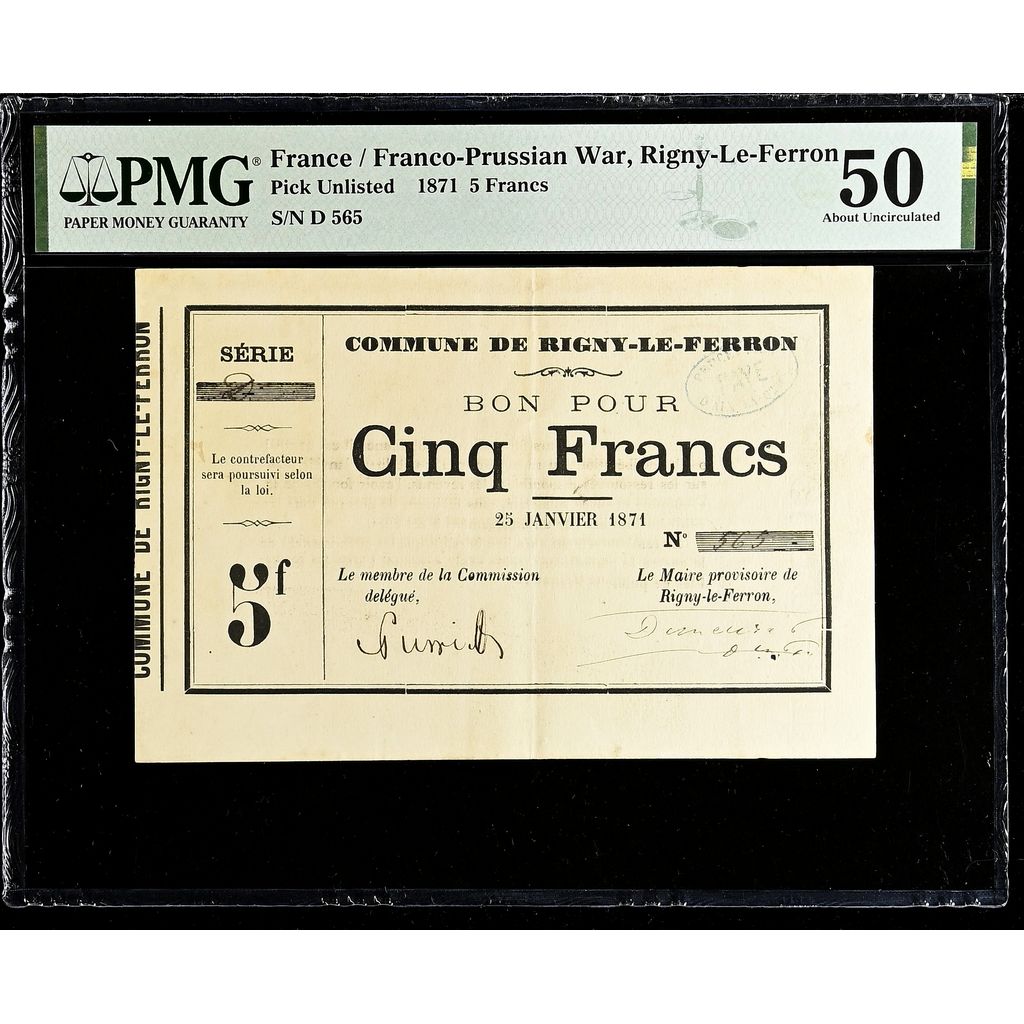 PMG®
PAPER MONEY GUARANTY
France / Franco-Prussian War, Rigny-Le-Ferron
Pick Unlisted 1871 5 Francs
S/N D 565
50
About Uncirculated
COMMUNE DE RIGNY-LE-FERRON
SÉRIE
D
Le contrefacteur
sera poursuivi selon
la loi.
5f
COMMUNE DE RIGNY-LE-FERRON
BON POUR
Cinq Francs
25 JANVIER 1871
N° 565
Le membre de la Commission
delégué,
Le Maire provisoire de
Rigny-le-Ferron,